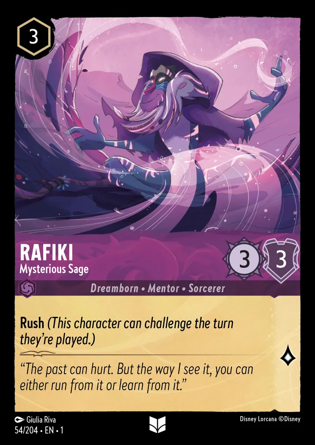 3
RAFIKI
Mysterious Sage
3 3
Dreamborn • Mentor • Sorcerer
Rush (This character can challenge the turn
they're played.)
“The past can hurt. But the way I see it, you can
either run from it or learn from it.”
Giulia Riva
Disney Lorcana ©Disney
54/204 • EN • 1